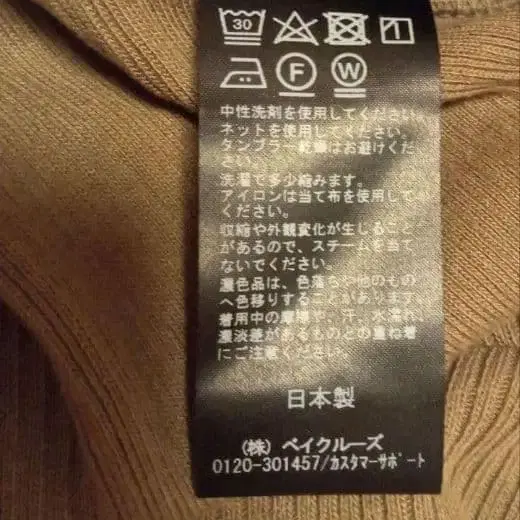 30
F
W
中性洗剤を使用してください。
ネットを使用してください。
タンブラー乾燥はお避けくだ
さい。
洗濯で多少縮みます。
アイロンは当て布を使用してください。
収縮や外観変化が生じること
があるので、スチームを当て
ないでください。
濃色品は、色落ちや他のもの
へ色移りすることがあります。
着用中の摩擦や、汗、水濡れ、
濃淡差があるものとの重ね着
にご注意ください。
日本製
(株) ベイクルーズ
0120-301457/カスタマーサポート